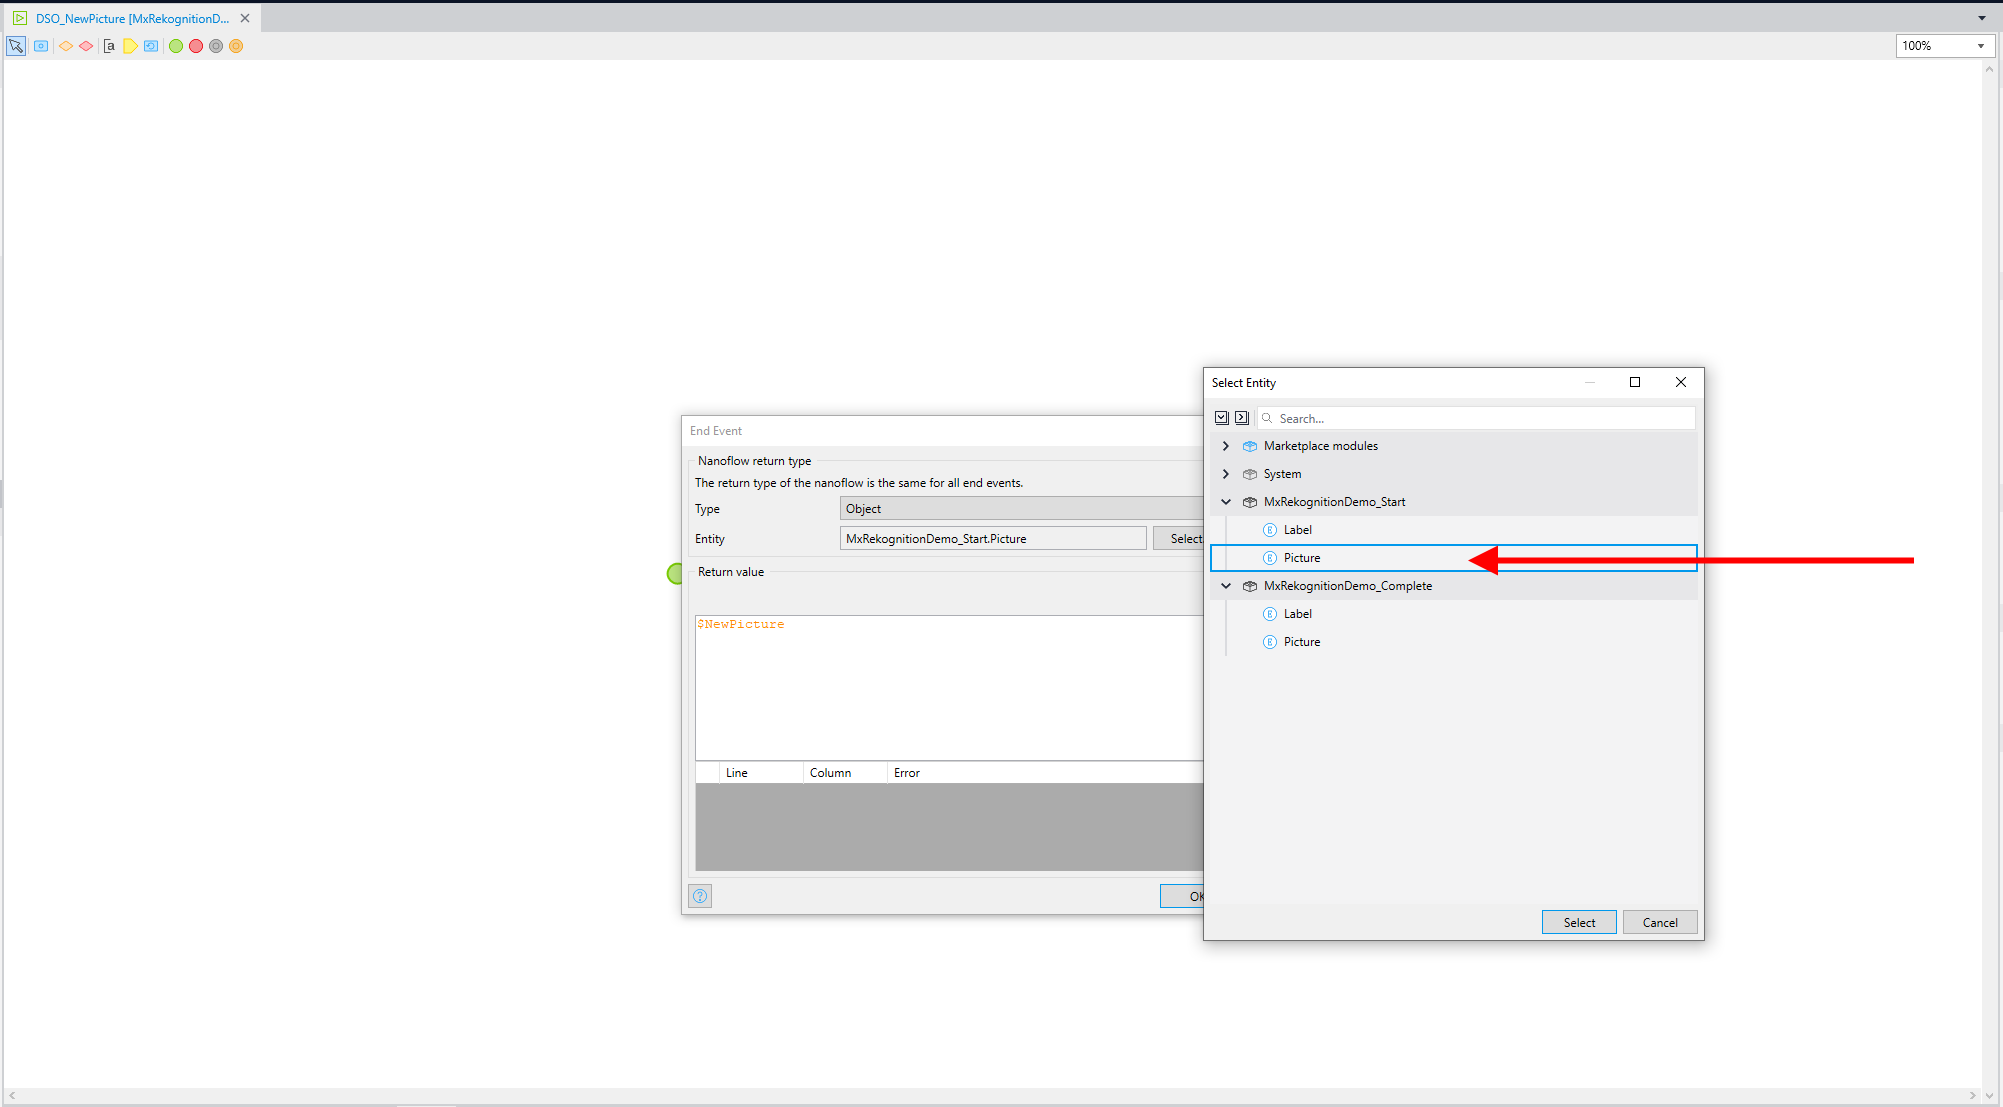 DSO_NewPicture [MxRekognitionD...
[a
100%
Select Entity
Search...
Marketplace modules
System
MxRekognitionDemo_Start
Label
Picture
MxRekognitionDemo_Complete
Label
Picture
Select
Cancel
End Event
Nanoflow return type
The return type of the nanoflow is the same for all end events.
Type
Object
Entity
MxRekognitionDemo_Start.Picture
Select
Return value
$NewPicture
Line
Column
Error
?
OK